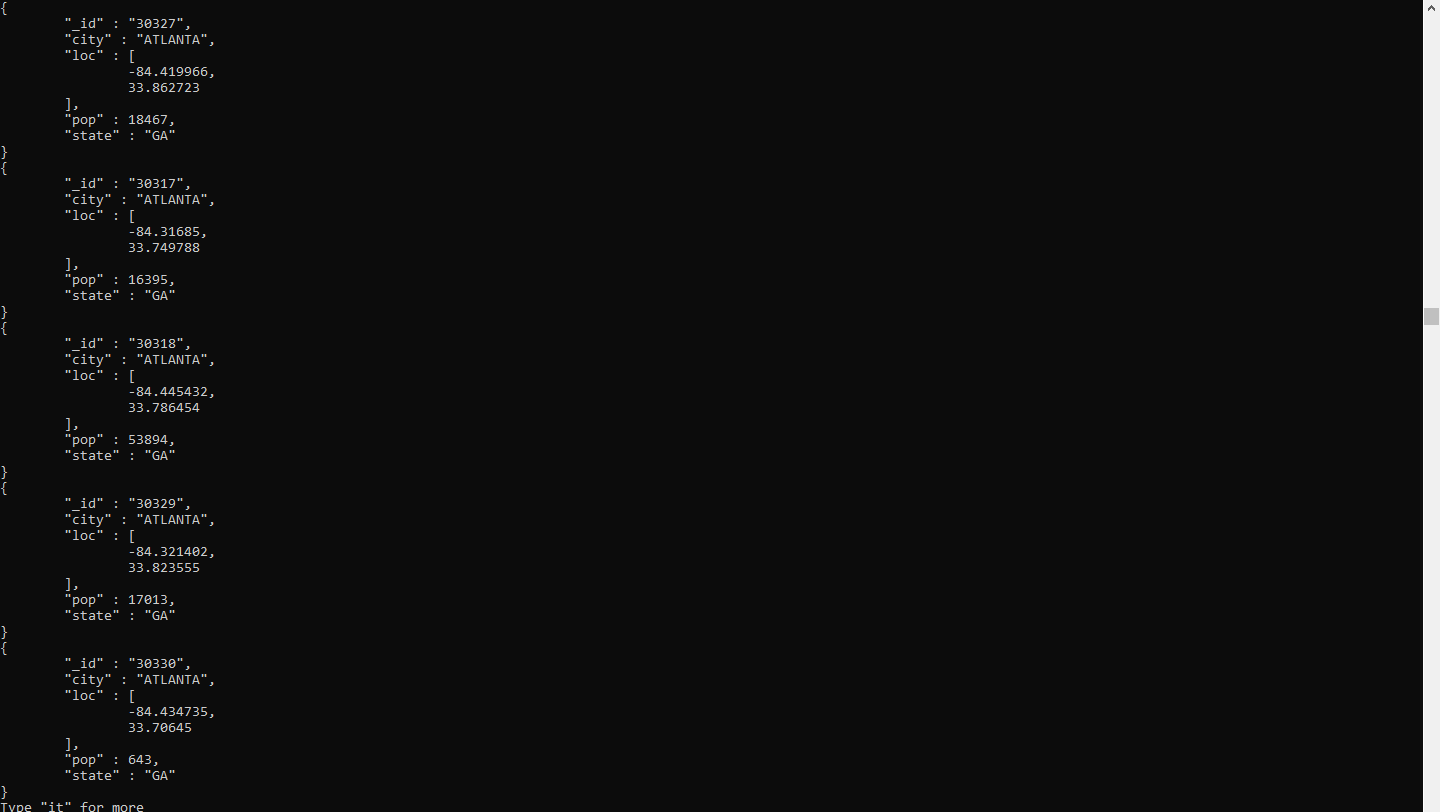 {
        "_id" : "30327",
        "city" : "ATLANTA",
        "loc" : [
                -84.419966,
                33.862723
        ],
        "pop" : 18467,
        "state" : "GA"
}
{
        "_id" : "30317",
        "city" : "ATLANTA",
        "loc" : [
                -84.31685,
                33.749788
        ],
        "pop" : 16395,
        "state" : "GA"
}
{
        "_id" : "30318",
        "city" : "ATLANTA",
        "loc" : [
                -84.445432,
                33.786454
        ],
        "pop" : 53894,
        "state" : "GA"
}
{
        "_id" : "30329",
        "city" : "ATLANTA",
        "loc" : [
                -84.321402,
                33.823555
        ],
        "pop" : 17013,
        "state" : "GA"
}
{
        "_id" : "30330",
        "city" : "ATLANTA",
        "loc" : [
                -84.434735,
                33.70645
        ],
        "pop" : 643,
        "state" : "GA"
}
Type "it" for more